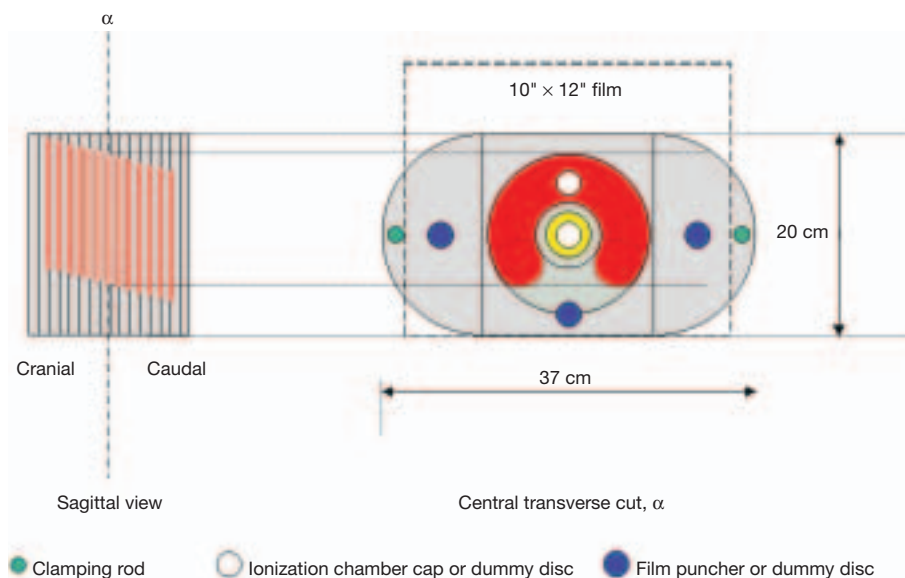 α
10" × 12" film
20 cm
Cranial
Caudal
37 cm
Sagittal view
Central transverse cut, α
Clamping rod
Ionization chamber cap or dummy disc
Film puncher or dummy disc